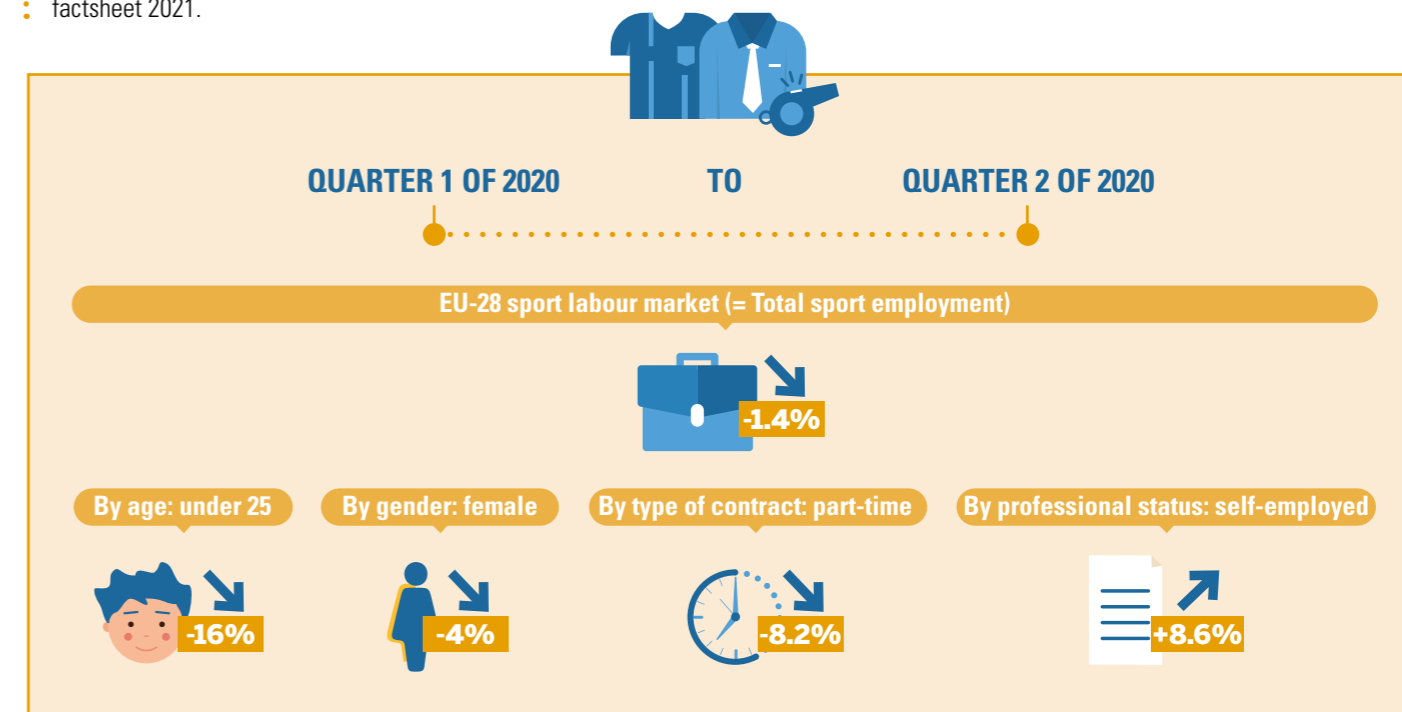 factsheet 2021.
QUARTER 1 OF 2020 TO QUARTER 2 OF 2020
EU-28 sport labour market (= Total sport employment)
-1.4%
By age: under 25
By gender: female
By type of contract: part-time
By professional status: self-employed
-16%
-4%
-8.2%
+8.6%